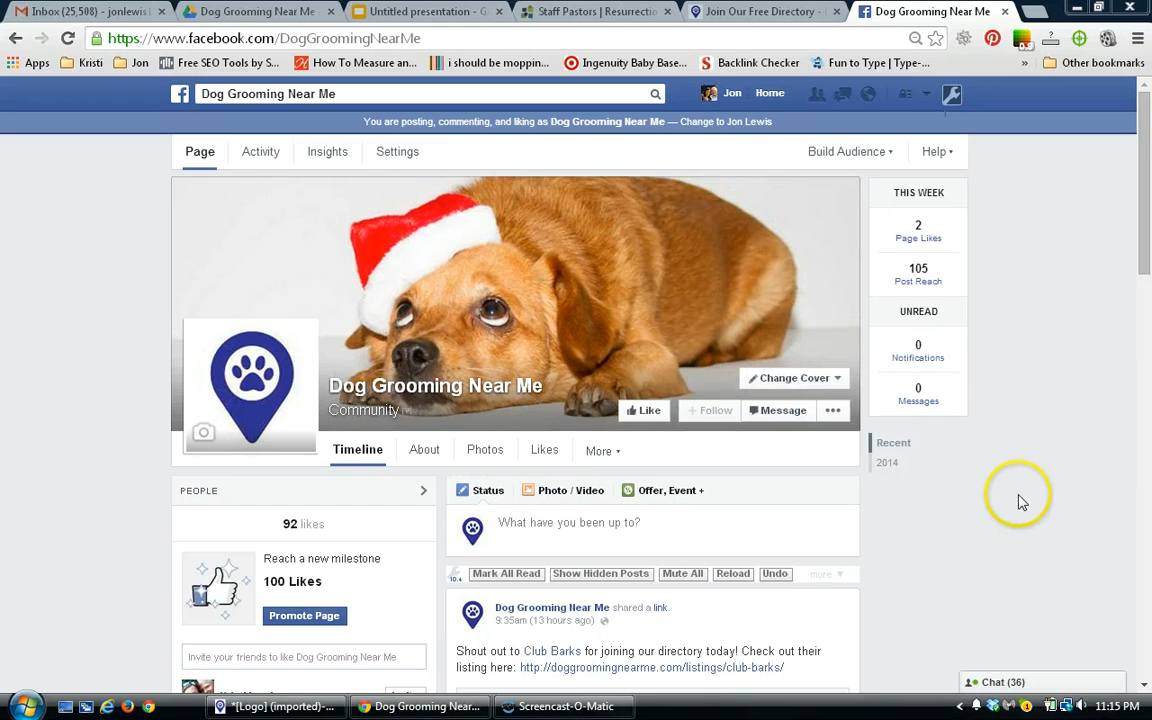 Inbox (25,508) - jonlewis
Dog Grooming Near Me -
Untitled presentation - G
Staff Pastors | Resurrectio
Join Our Free Directory -
Dog Grooming Near Me
https://www.facebook.com/DogGroomingNearMe
Apps
Kristi
Jon
Free SEO Tools by S...
How To Measure an...
i should be moppin...
Ingenuity Baby Base...
Backlink Checker
Fun to Type | Type-...
»
Other bookmarks
Dog Grooming Near Me
Jon
Home
You are posting, commenting, and liking as Dog Grooming Near Me — Change to Jon Lewis
Page
Activity
Insights
Settings
Build Audience
Help
THIS WEEK
2
Page Likes
105
Post Reach
UNREAD
0
Notifications
0
Messages
Recent
2014
Dog Grooming Near Me
Community
Change Cover
Like
+ Follow
Message
Timeline
About
Photos
Likes
More
PEOPLE
92 likes
Reach a new milestone
100 Likes
Promote Page
Invite your friends to like Dog Grooming Near Me
Status
Photo / Video
Offer, Event +
What have you been up to?
10.4
Mark All Read
Show Hidden Posts
Mute All
Reload
Undo
more
Dog Grooming Near Me shared a link.
9:35am (13 hours ago)
Shout out to Club Barks for joining our directory today! Check out their
listing here: http://doggroomingnearme.com/listings/club-barks/
Chat (36)
*[Logo] (imported)-...
Dog Grooming Near...
Screencast-O-Matic
11:15 PM